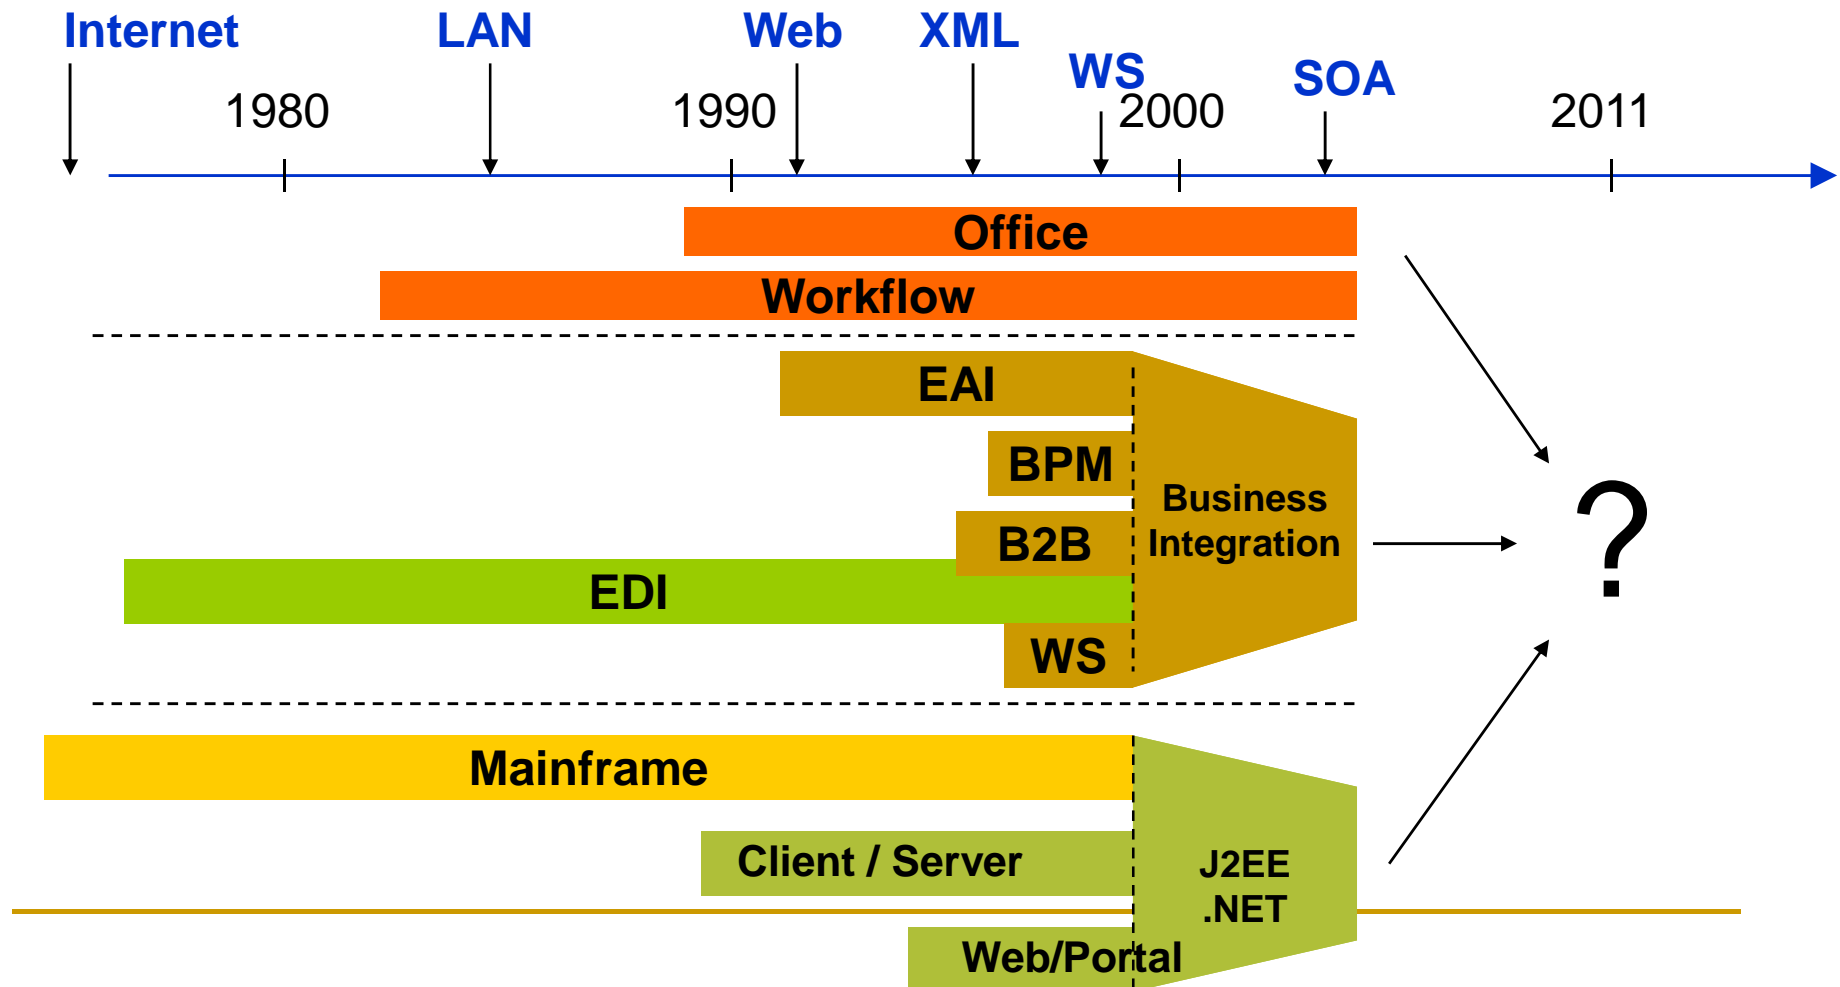 Internet
LAN
Web
XML
WS
SOA
1980
1990
2000
2011
Office
Workflow
EAI
BPM
Business
Integration
B2B
EDI
WS
?
Mainframe
Client / Server
J2EE
.NET
Web/Portal